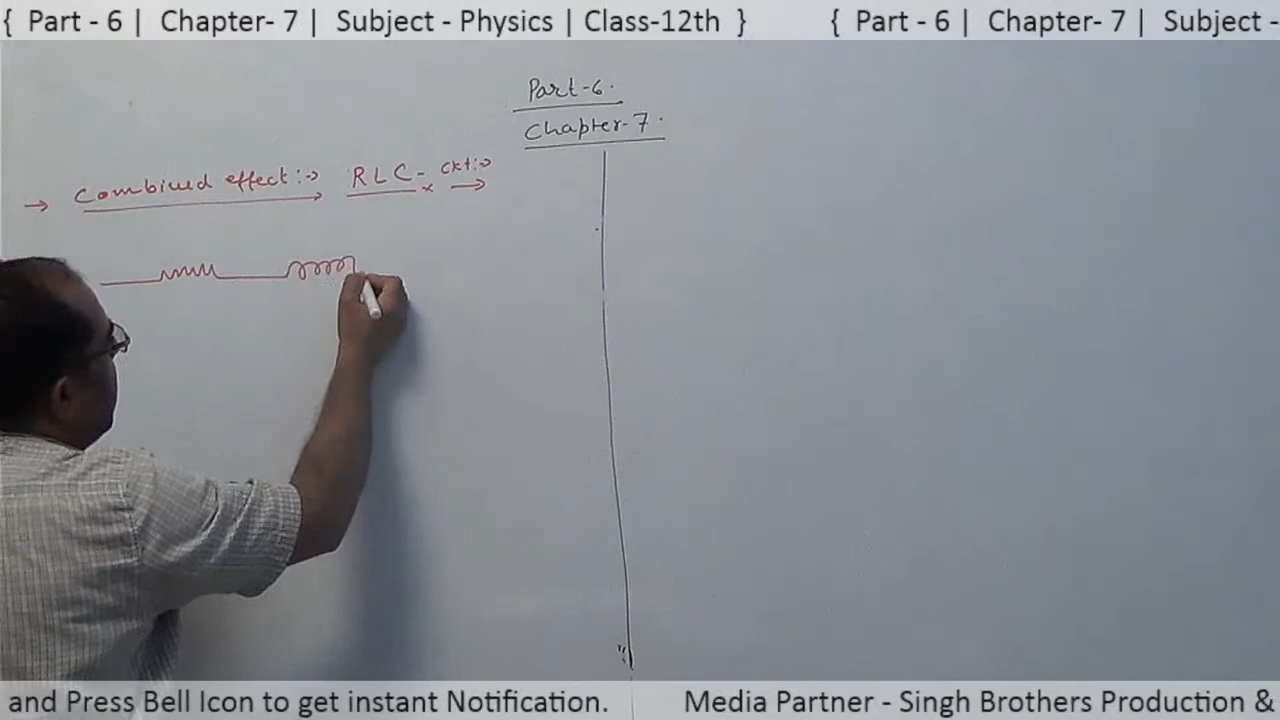 { Part - 6 | Chapter- 7 | Subject - Physics | Class-12th } { Part - 6 | Chapter- 7 | Subject -
Part-6.
Chapter-7.
→ Combined effect:→ RLC- ckt:→
and Press Bell Icon to get instant Notification. Media Partner - Singh Brothers Production &